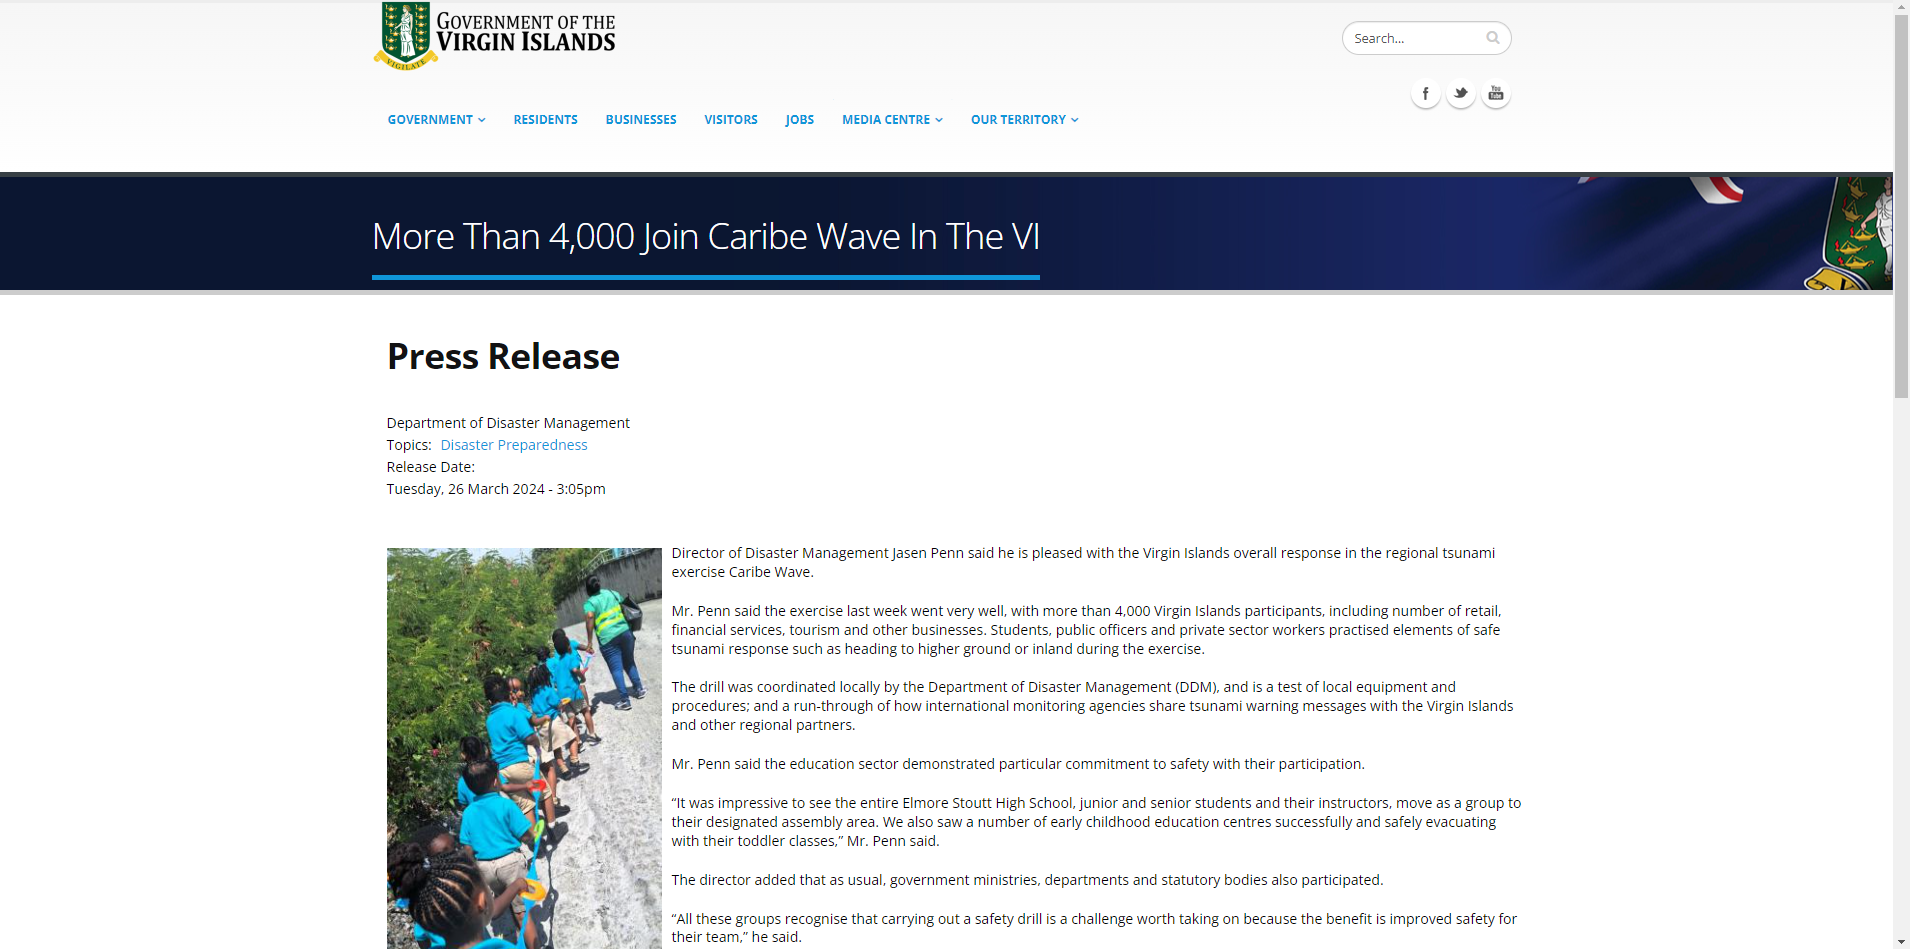 GOVERNMENT OF THE
VIRGIN ISLANDS
VIGILATE
Search...
You
Tube
GOVERNMENT
RESIDENTS
BUSINESSES
VISITORS
JOBS
MEDIA CENTRE
OUR TERRITORY
More Than 4,000 Join Caribe Wave In The VI
Press Release
Department of Disaster Management
Topics: Disaster Preparedness
Release Date:
Tuesday, 26 March 2024 - 3:05pm
Director of Disaster Management Jasen Penn said he is pleased with the Virgin Islands overall response in the regional tsunami
exercise Caribe Wave.
Mr. Penn said the exercise last week went very well, with more than 4,000 Virgin Islands participants, including number of retail,
financial services, tourism and other businesses. Students, public officers and private sector workers practised elements of safe
tsunami response such as heading to higher ground or inland during the exercise.
The drill was coordinated locally by the Department of Disaster Management (DDM), and is a test of local equipment and
procedures; and a run-through of how international monitoring agencies share tsunami warning messages with the Virgin Islands
and other regional partners.
Mr. Penn said the education sector demonstrated particular commitment to safety with their participation.
“It was impressive to see the entire Elmore Stoutt High School, junior and senior students and their instructors, move as a group to
their designated assembly area. We also saw a number of early childhood education centres successfully and safely evacuating
with their toddler classes,” Mr. Penn said.
The director added that as usual, government ministries, departments and statutory bodies also participated.
“All these groups recognise that carrying out a safety drill is a challenge worth taking on because the benefit is improved safety for
their team,” he said.